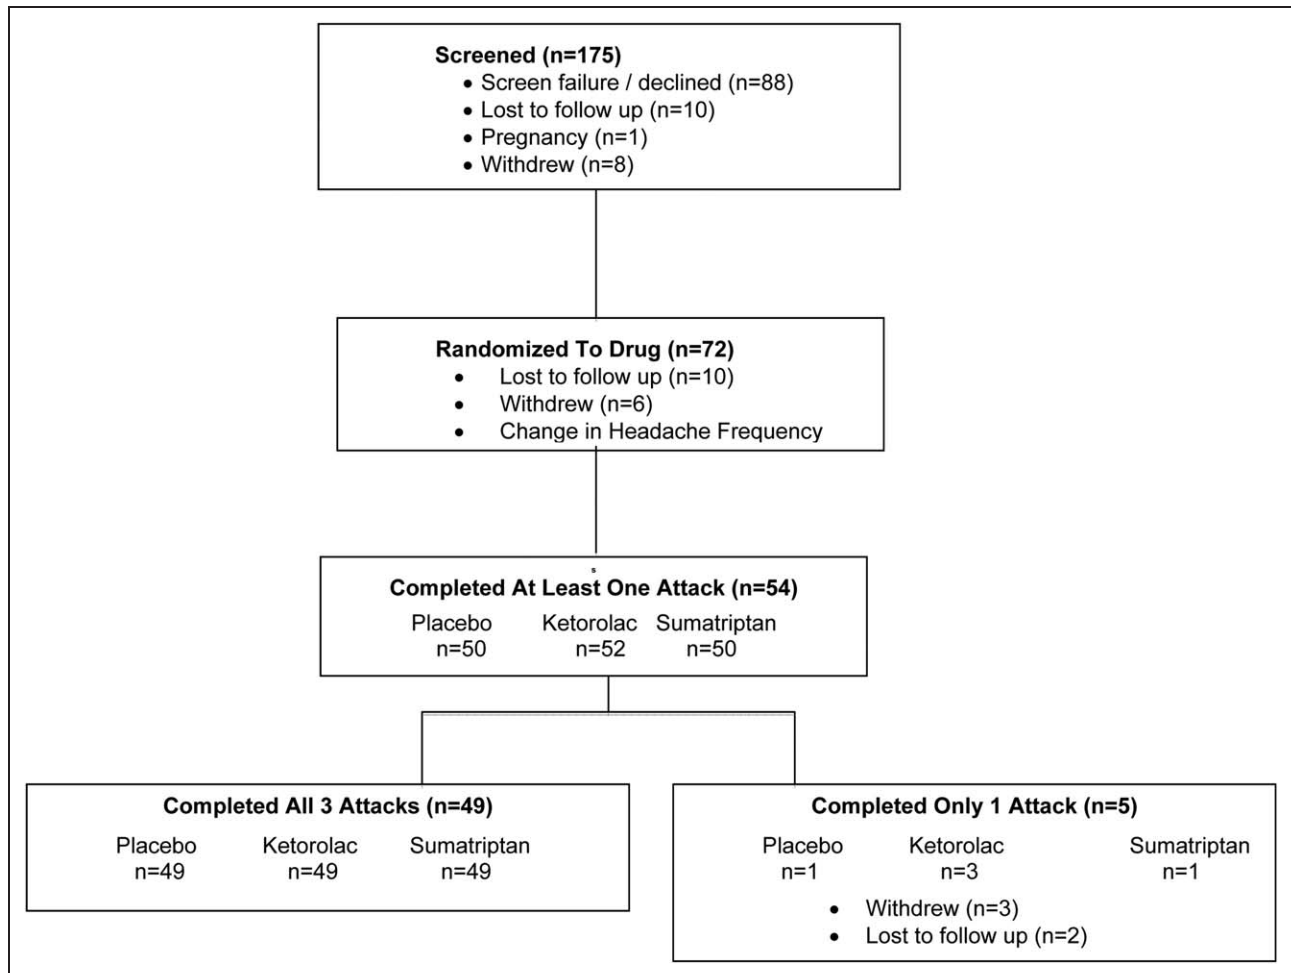 Screened (n=175)
• Screen failure / declined (n=88)
• Lost to follow up (n=10)
• Pregnancy (n=1)
• Withdrew (n=8)
Randomized To Drug (n=72)
• Lost to follow up (n=10)
• Withdrew (n=6)
• Change in Headache Frequency
s
Completed At Least One Attack (n=54)
Placebo Ketorolac Sumatriptan
n=50 n=52 n=50
Completed All 3 Attacks (n=49)
Placebo Ketorolac Sumatriptan
n=49 n=49 n=49
Completed Only 1 Attack (n=5)
Placebo Ketorolac Sumatriptan
n=1 n=3 n=1
• Withdrew (n=3)
• Lost to follow up (n=2)